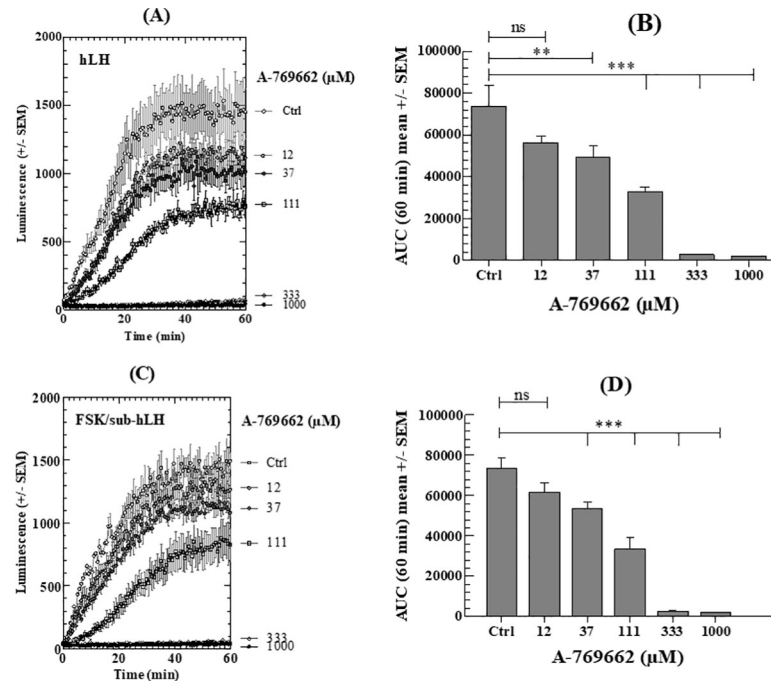 (A)
hLH
A-769662 (μM)
Luminescence (+/- SEM)
2000
1500
1000
500
0
Ctrl
12
37
111
333
1000
0
20
40
60
Time (min)
(B)
ns
**
***
AUC (60 min) mean +/- SEM
100000
80000
60000
40000
20000
0
Ctrl 12 37 111 333 1000
A-769662 (μM)
(C)
FSK/sub-hLH
A-769662 (μM)
Luminescence (+/- SEM)
2000
1500
1000
500
0
Ctrl
12
37
111
333
1000
0
20
40
60
Time (min)
(D)
ns
***
AUC (60 min) mean +/- SEM
100000
80000
60000
40000
20000
0
Ctrl 12 37 111 333 1000
A-769662 (μM)